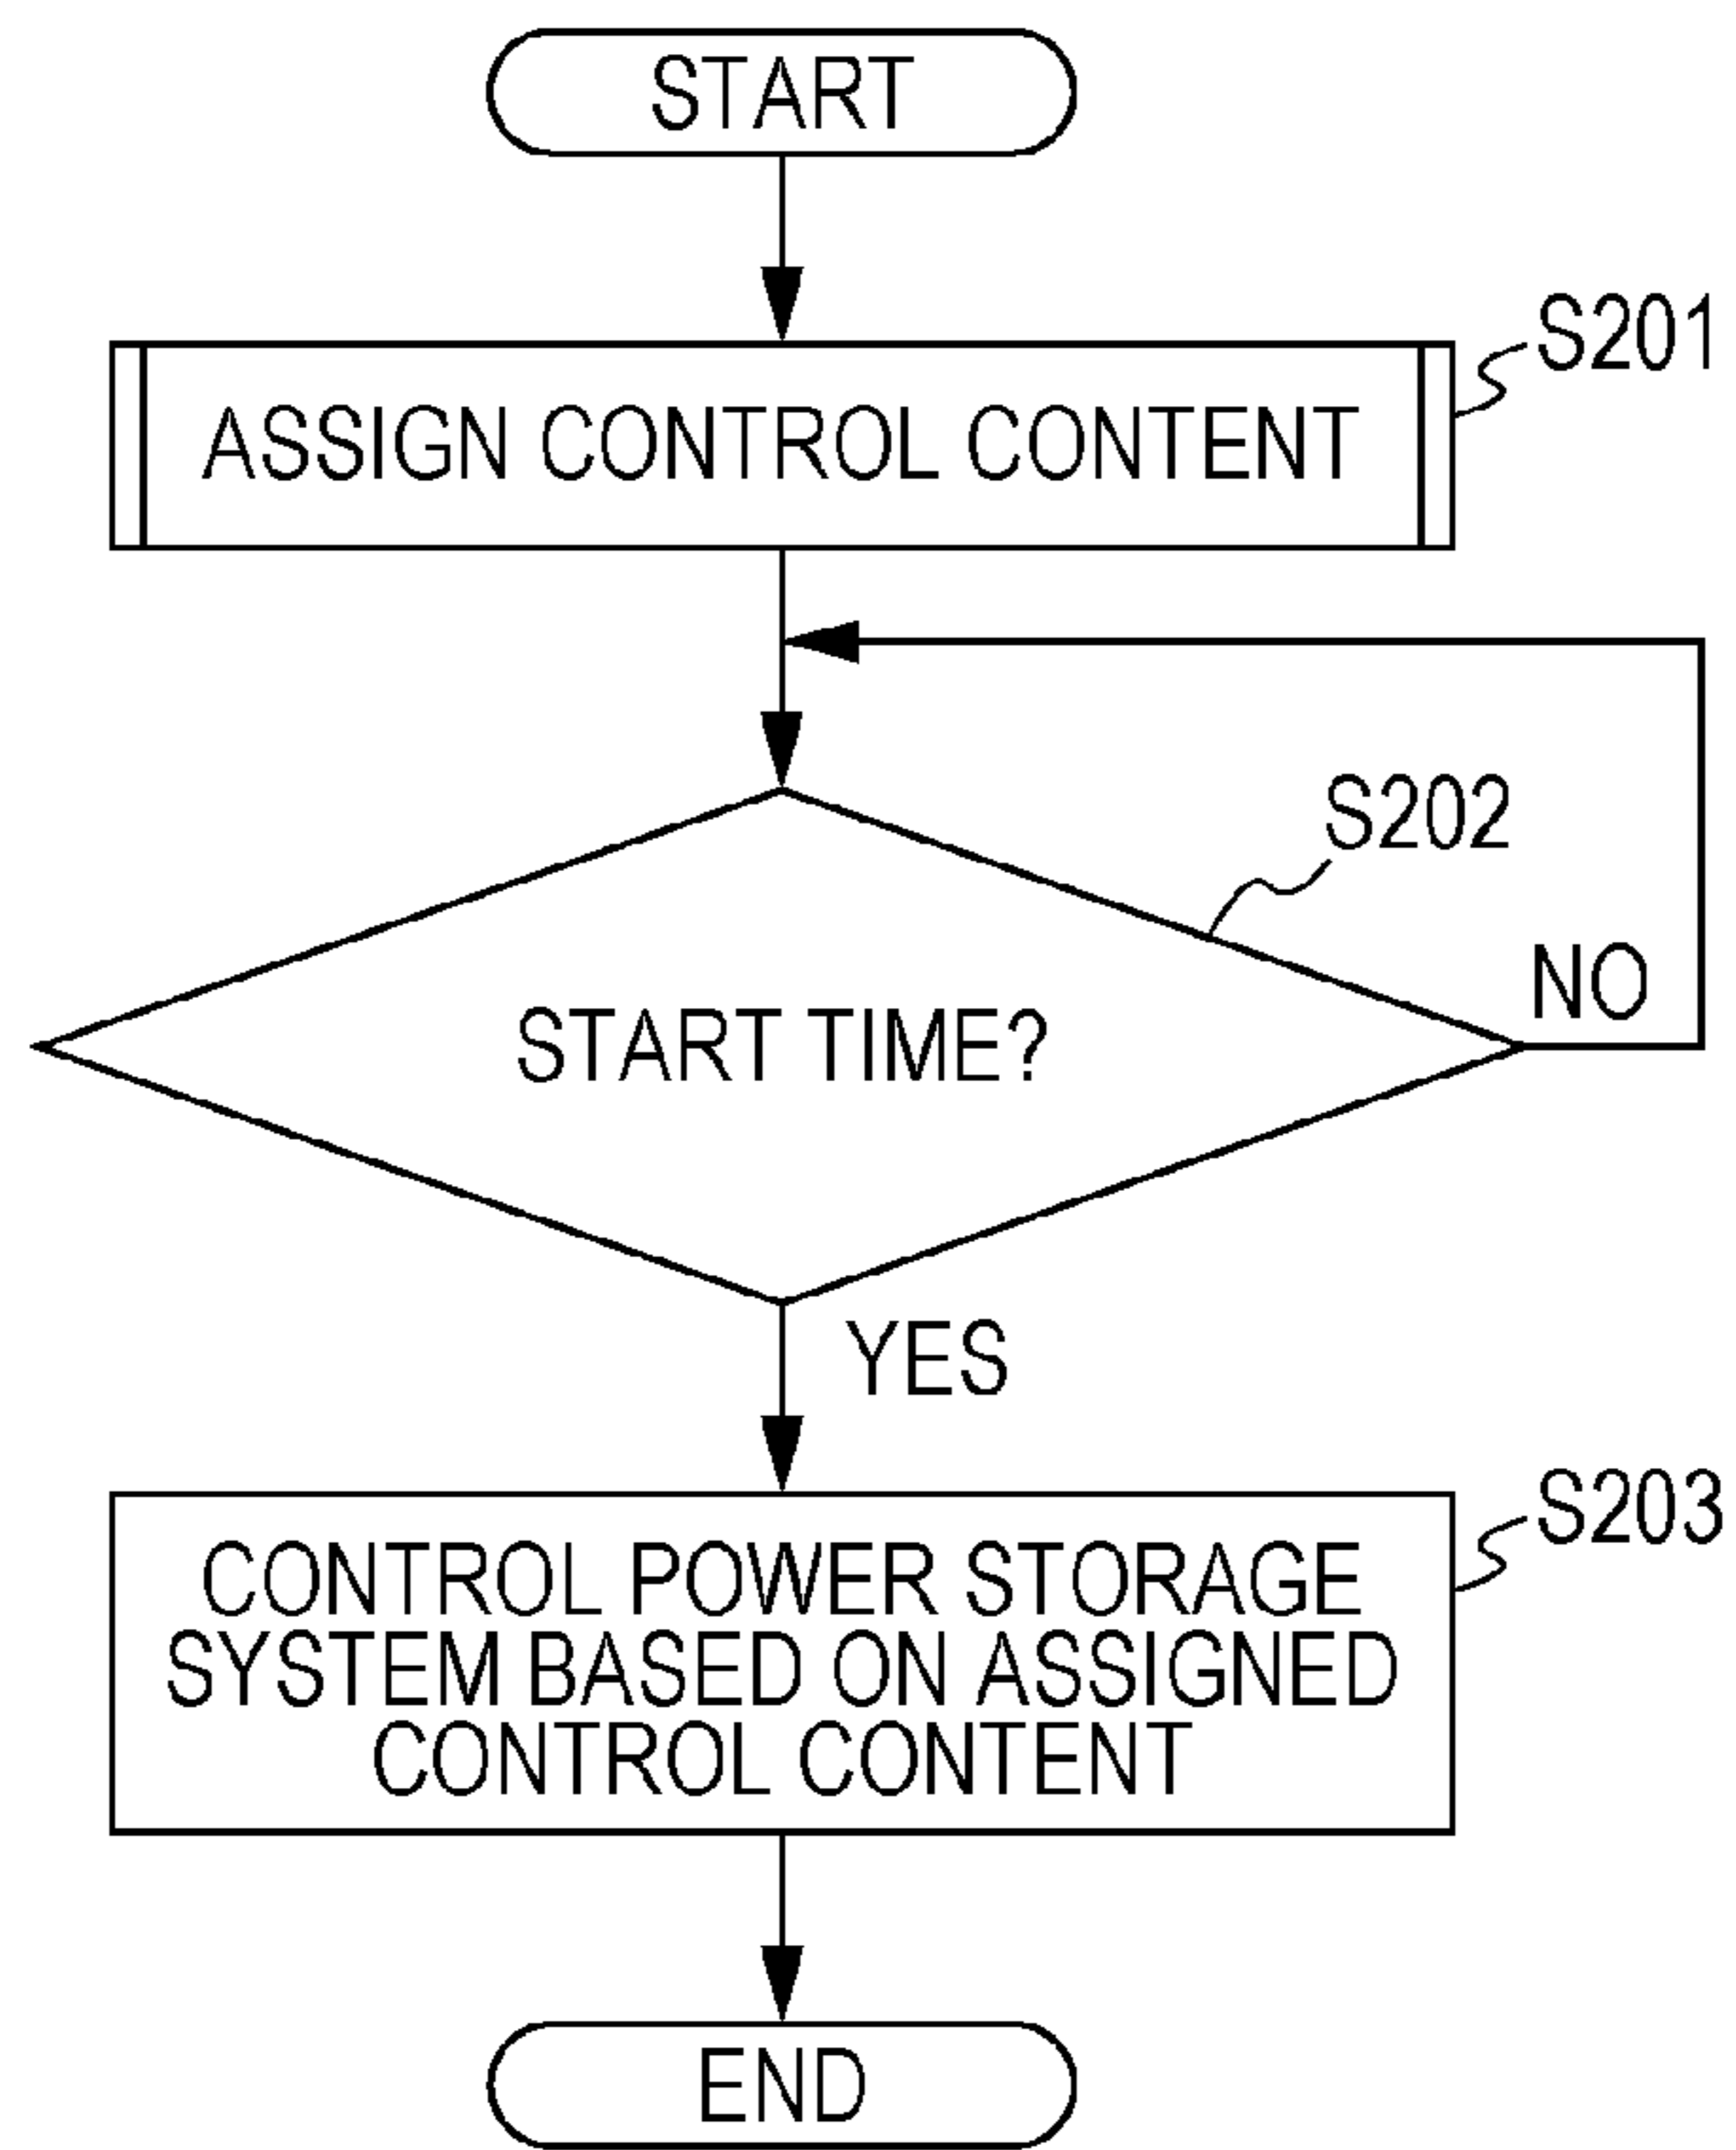 START
S201
ASSIGN CONTROL CONTENT
S202
NO
START TIME?
YES
S203
CONTROL POWER STORAGE
SYSTEM BASED ON ASSIGNED
CONTROL CONTENT
END